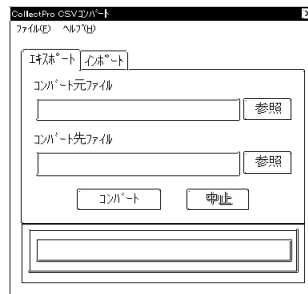 CollectPro CSVｺﾝﾊﾞｰﾄ
ﾌｧｲﾙ(F) ﾍﾙﾌﾟ(H)
ｴｷｽﾎﾟｰﾄ ｲﾝﾎﾟｰﾄ
ｺﾝﾊﾞｰﾄ元ﾌｧｲﾙ
参照
ｺﾝﾊﾞｰﾄ先ﾌｧｲﾙ
参照
ｺﾝﾊﾞｰﾄ 中止